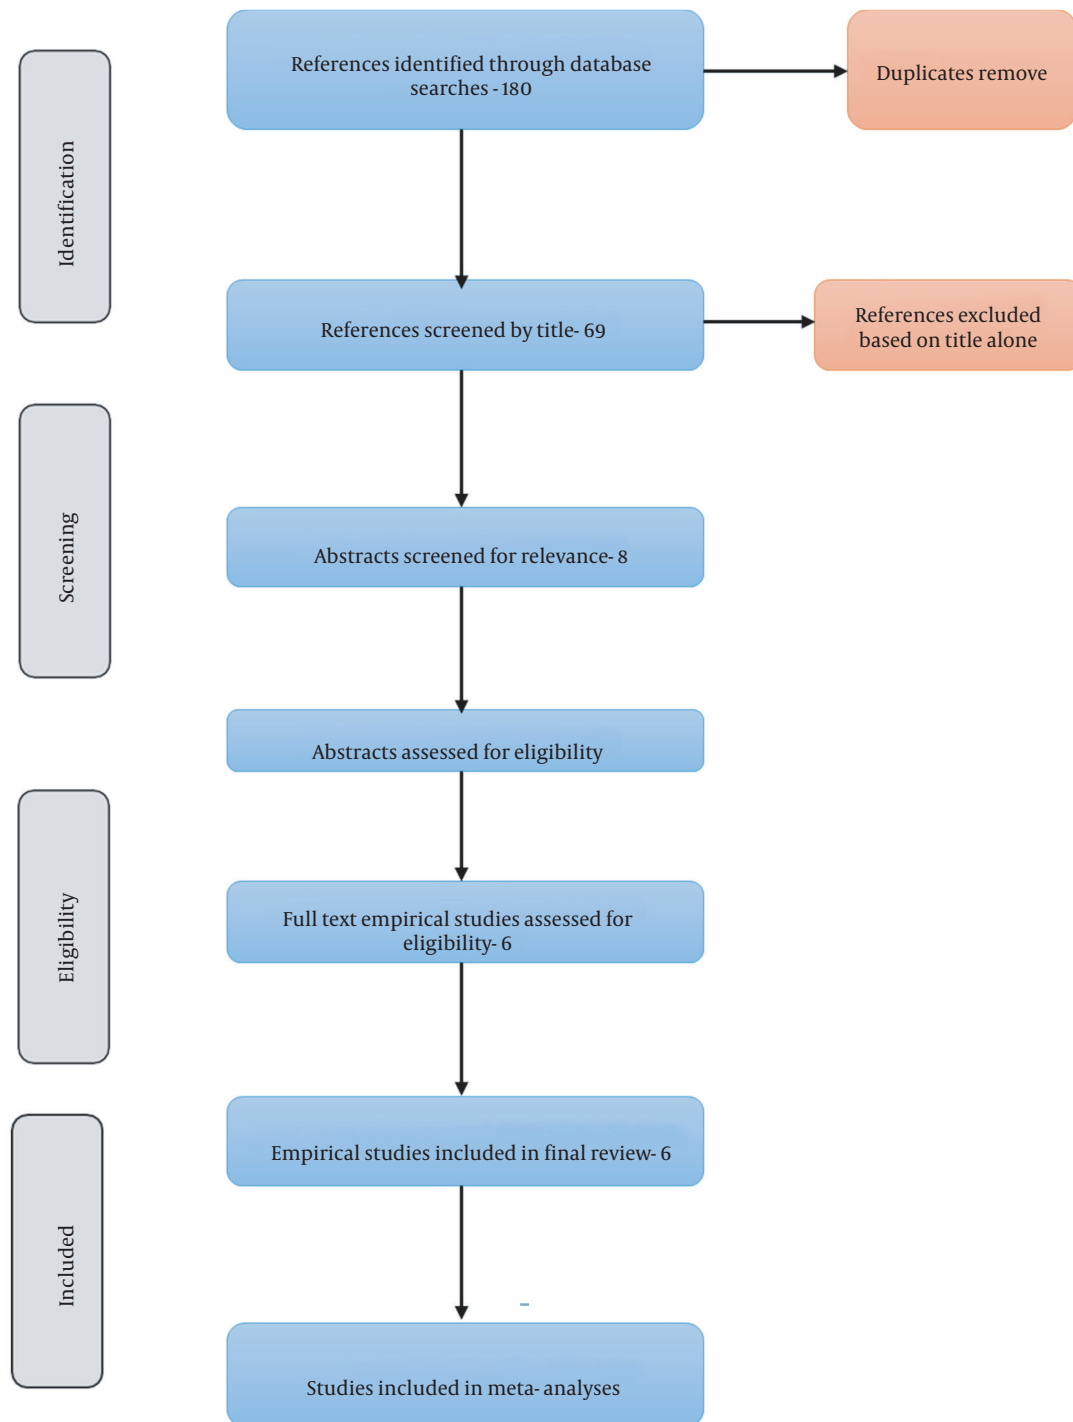 References identified through database
searches - 180
Duplicates remove
Identification
References screened by title- 69
References excluded
based on title alone
Screening
Abstracts screened for relevance- 8
Abstracts assessed for eligibility
Eligibility
Full text empirical studies assessed for
eligibility- 6
Included
Empirical studies included in final review- 6
Studies included in meta- analyses